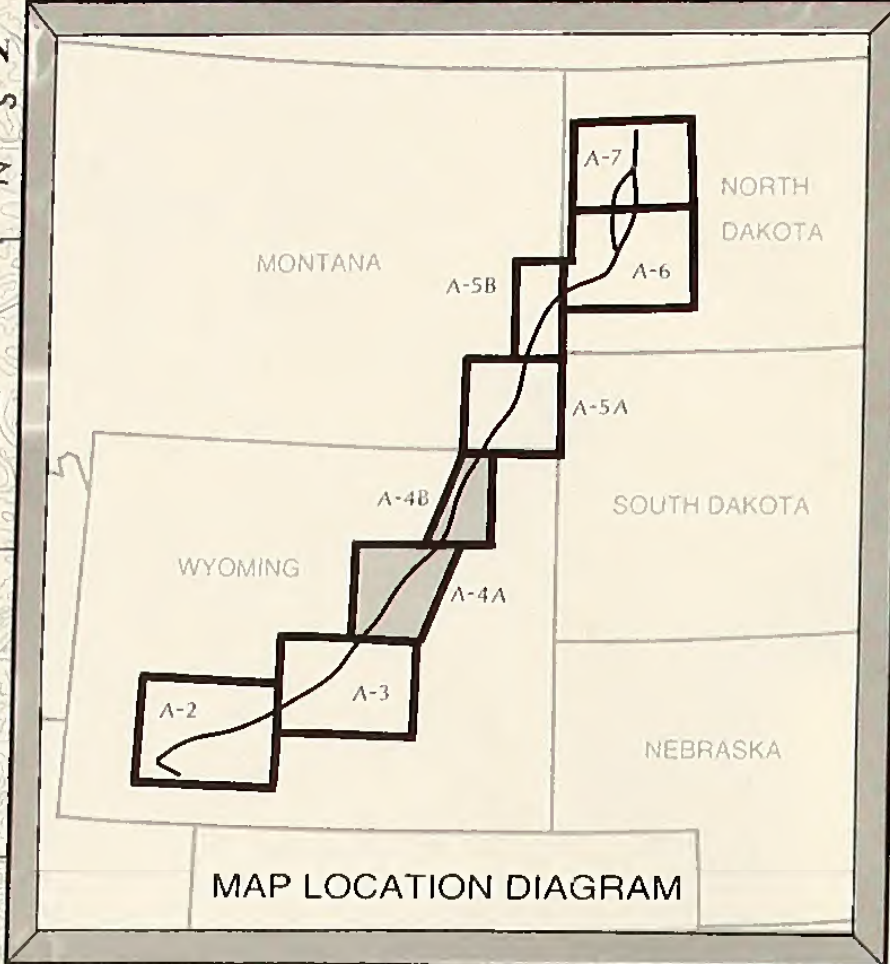 N S Z
A-7
NORTH
DAKOTA
MONTANA
A-5B
A-6
A-5A
A-4B
SOUTH DAKOTA
WYOMING
A-4A
A-3
A-2
NEBRASKA
MAP LOCATION DIAGRAM